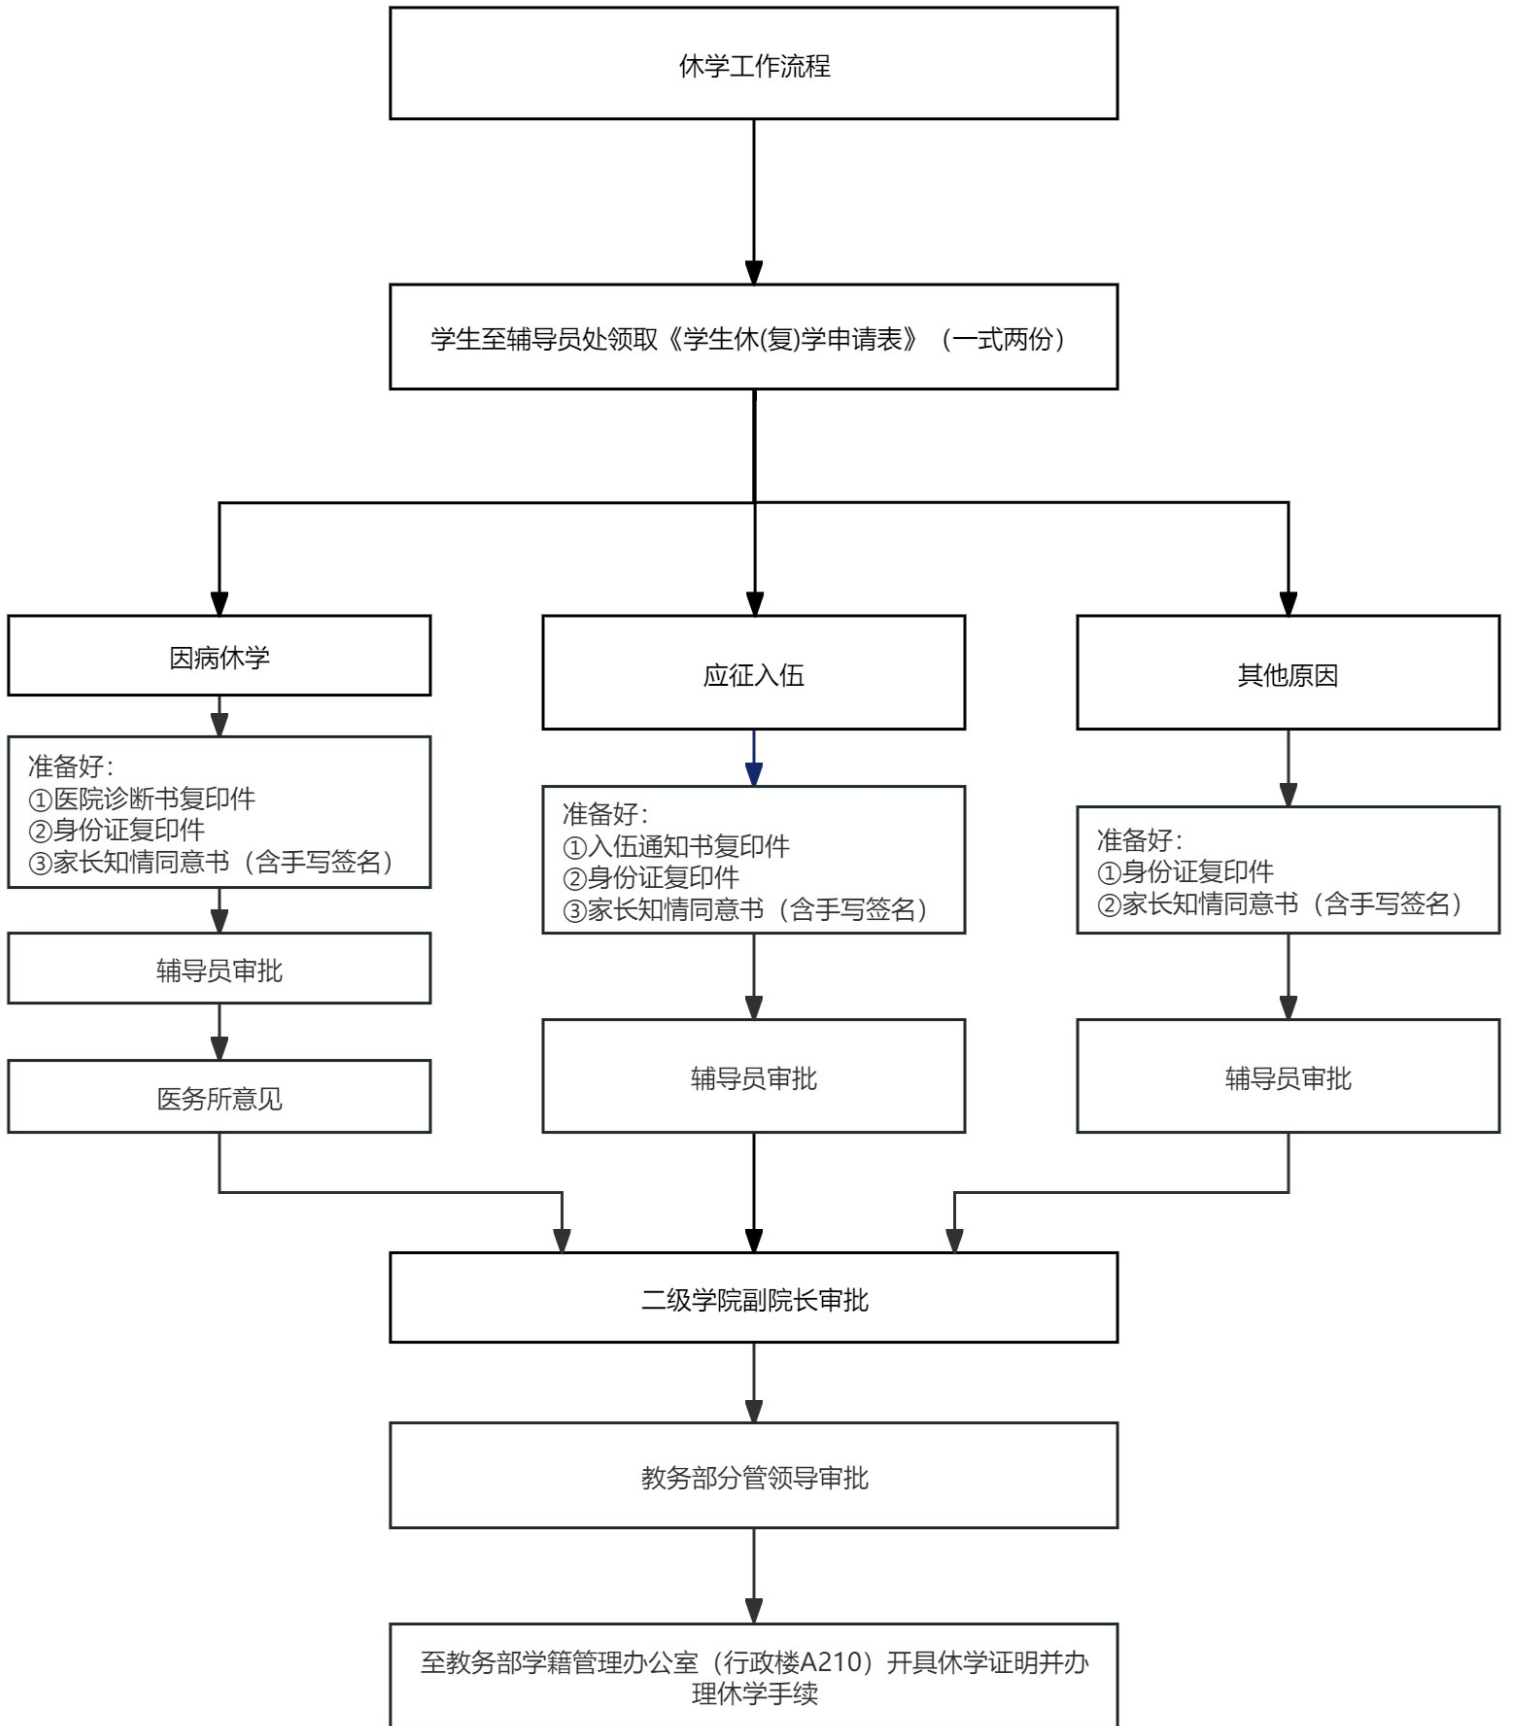 休学工作流程
学生至辅导员处领取《学生休(复)学申请表》（一式两份）
因病休学
准备好：
①医院诊断书复印件
②身份证复印件
③家长知情同意书（含手写签名）
辅导员审批
医务所意见
应征入伍
准备好：
①入伍通知书复印件
②身份证复印件
③家长知情同意书（含手写签名）
辅导员审批
其他原因
准备好：
①身份证复印件
②家长知情同意书（含手写签名）
辅导员审批
二级学院副院长审批
教务部分管领导审批
至教务部学籍管理办公室（行政楼A210）开具休学证明并办
理休学手续